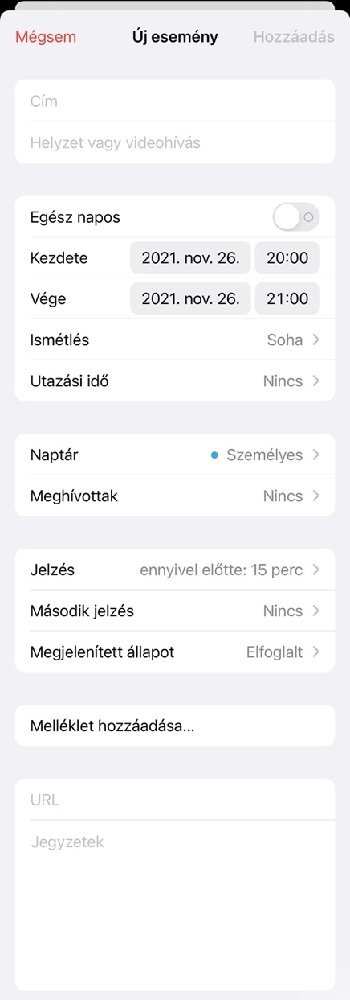 Mégsem Új esemény Hozzáadás
Cím
Helyzet vagy videohívás
Egész napos
Kezdete 2021. nov. 26. 20:00
Vége 2021. nov. 26. 21:00
Ismétlés Soha
Utazási idő Nincs
Naptár Személyes
Meghívottak Nincs
Jelzés ennyivel előtte: 15 perc
Második jelzés Nincs
Megjelenített állapot Elfoglalt
Melléklet hozzáadása...
URL
Jegyzetek